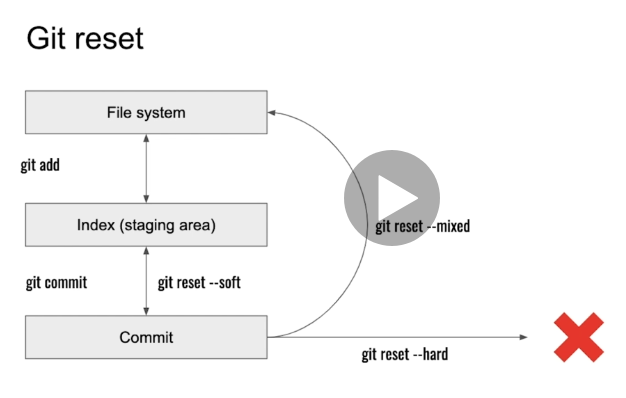 Git reset
File system
git add
Index (staging area)
git reset --mixed
git commit
git reset --soft
Commit
git reset --hard